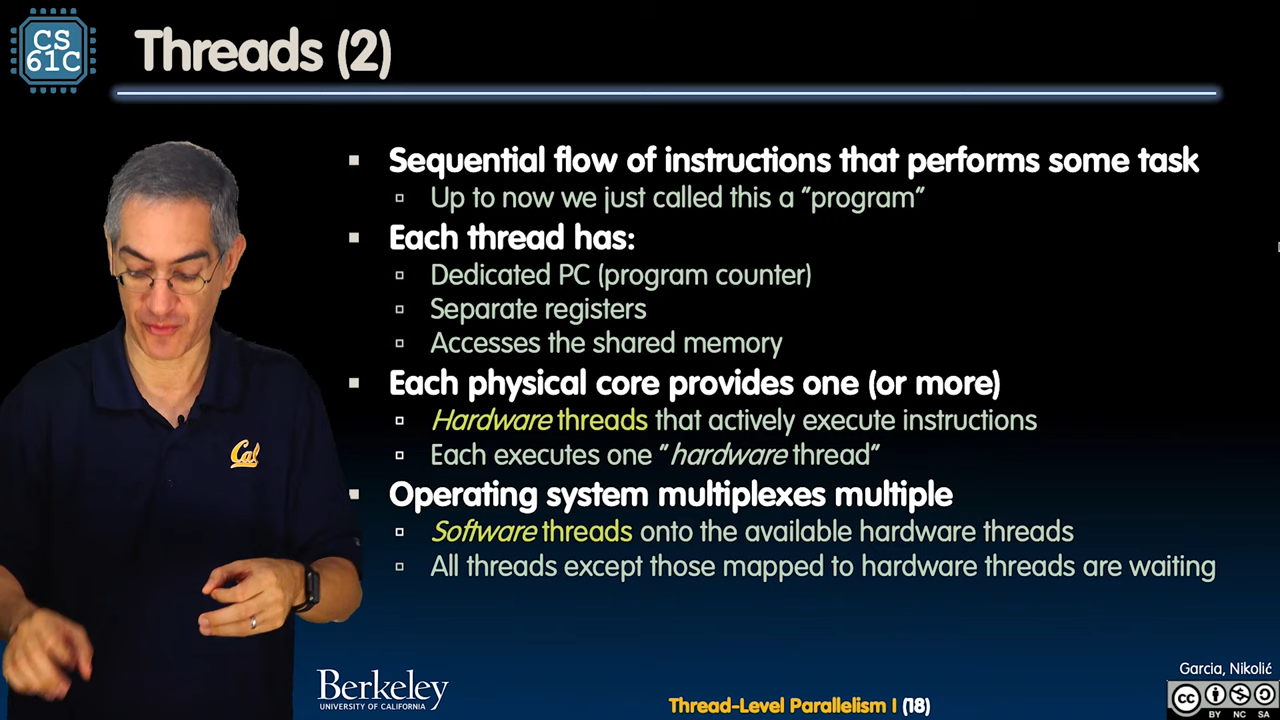 CS
61C
Threads (2)
▪ Sequential flow of instructions that performs some task
▫ Up to now we just called this a "program"
▪ Each thread has:
▫ Dedicated PC (program counter)
▫ Separate registers
▫ Accesses the shared memory
▪ Each physical core provides one (or more)
▫ Hardware threads that actively execute instructions
▫ Each executes one "hardware thread"
▪ Operating system multiplexes multiple
▫ Software threads onto the available hardware threads
▫ All threads except those mapped to hardware threads are waiting
Cal
Berkeley
UNIVERSITY OF CALIFORNIA
Thread-Level Parallelism I (18)
Garcia, Nikolić
cc
BY NC SA